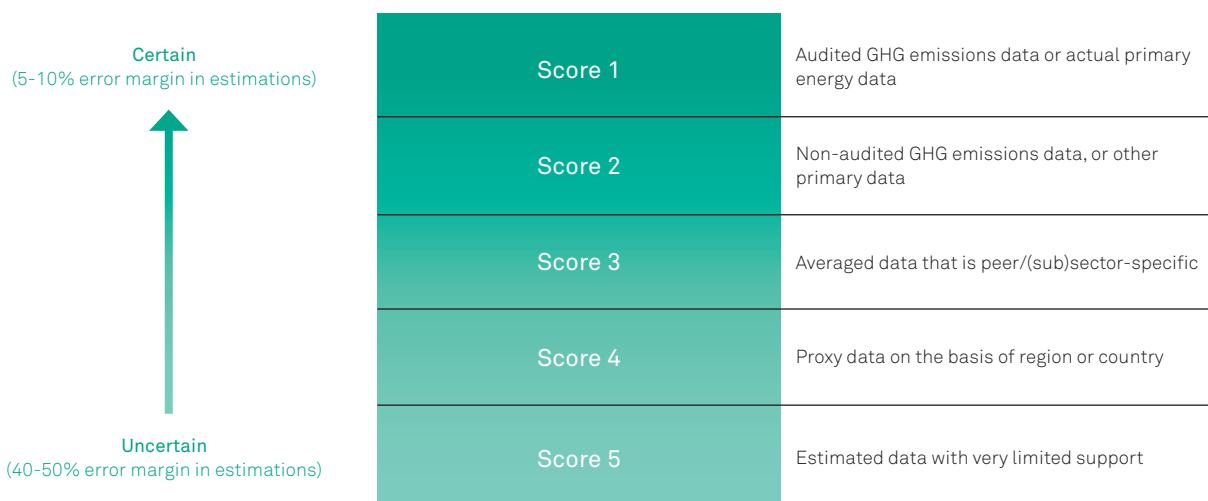 Certain
(5-10% error margin in estimations)
Score 1
Audited GHG emissions data or actual primary
energy data
Score 2
Non-audited GHG emissions data, or other
primary data
Score 3
Averaged data that is peer/(sub)sector-specific
Score 4
Proxy data on the basis of region or country
Uncertain
(40-50% error margin in estimations)
Score 5
Estimated data with very limited support